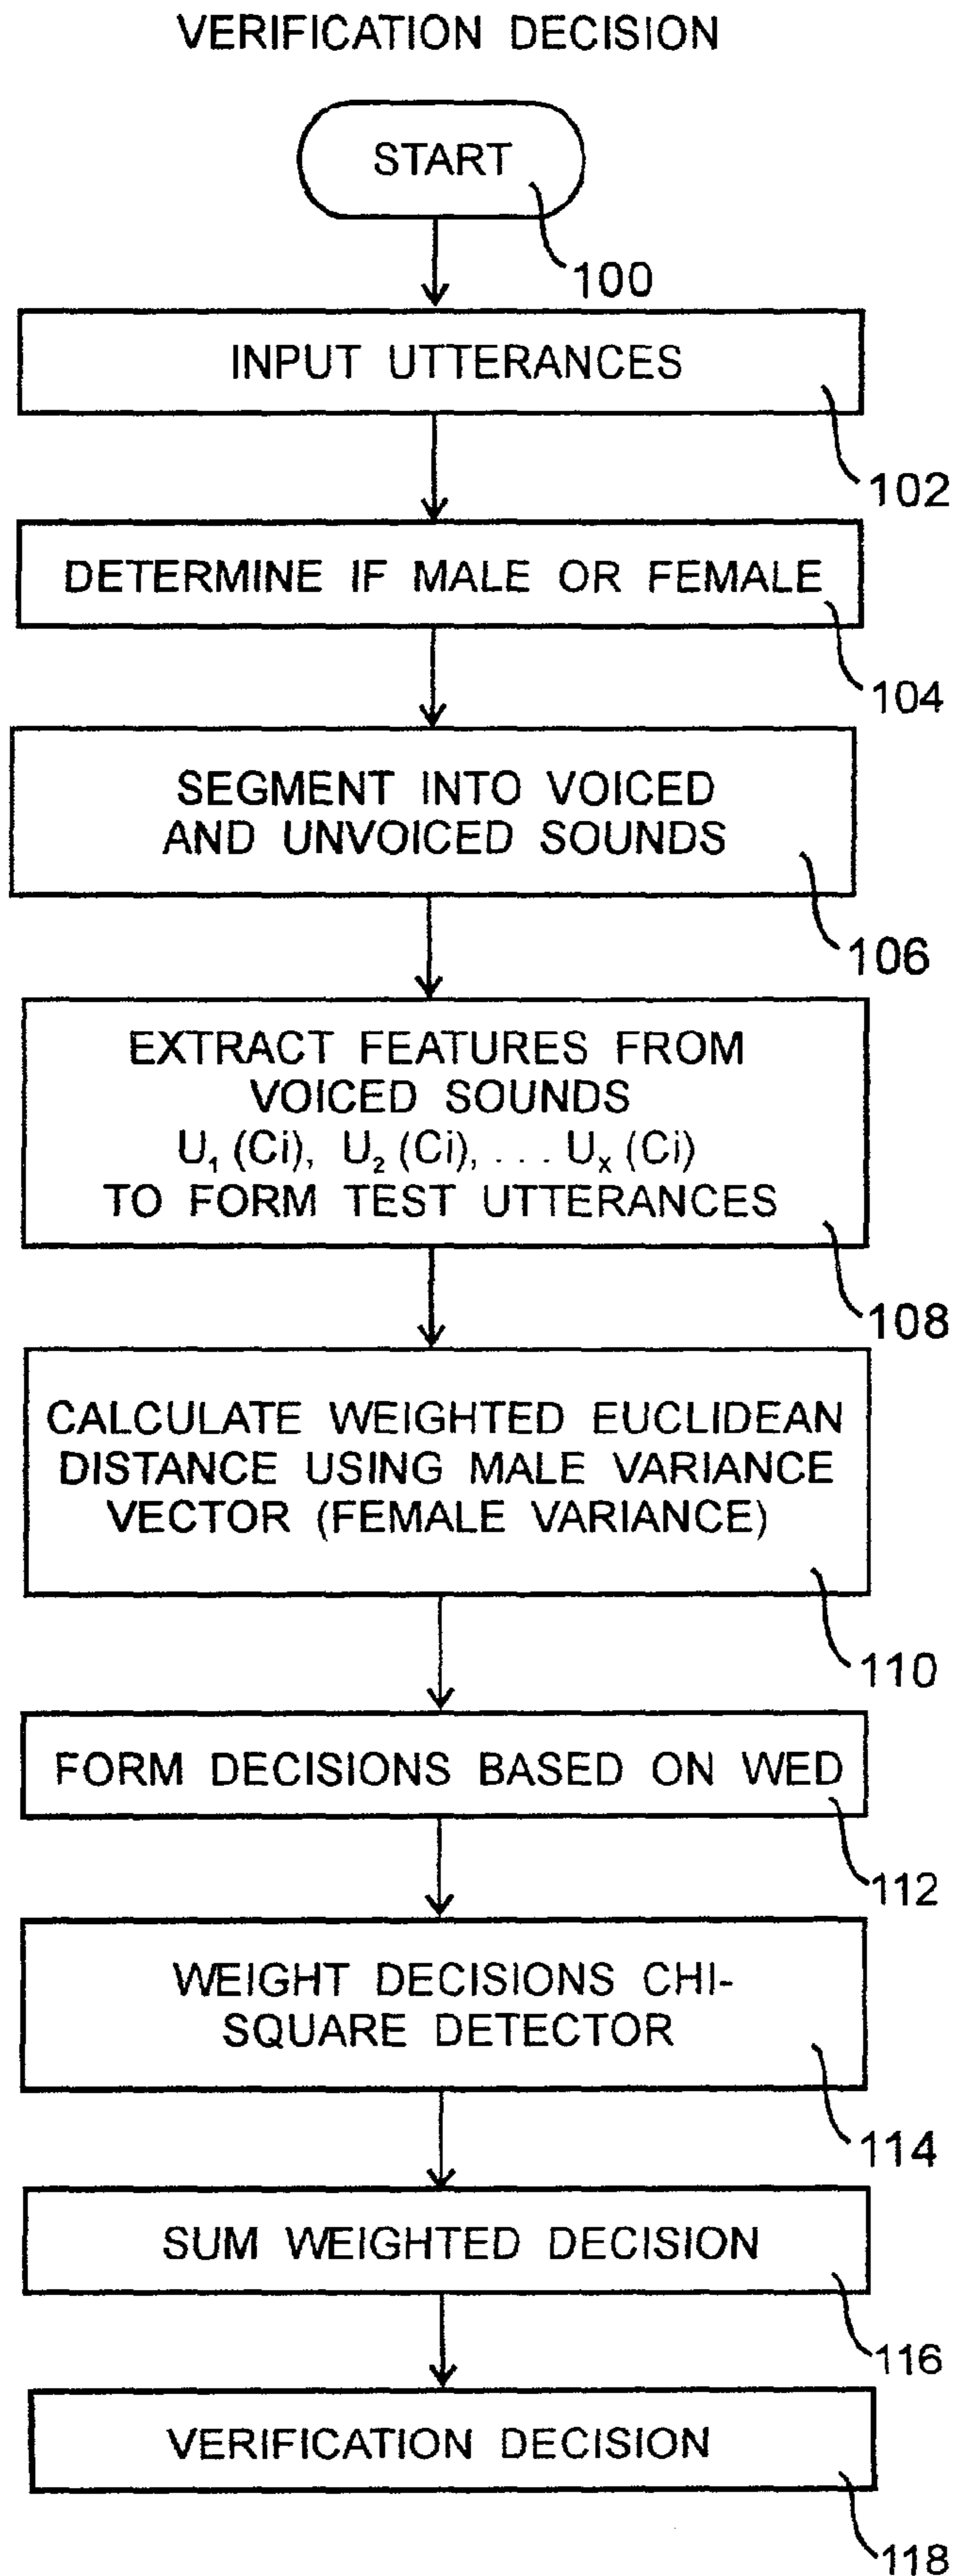 VERIFICATION DECISION
START
100
INPUT UTTERANCES
102
DETERMINE IF MALE OR FEMALE
104
SEGMENT INTO VOICED
AND UNVOICED SOUNDS
106
EXTRACT FEATURES FROM
VOICED SOUNDS
U₁ (Ci), U₂ (Ci), ... Uₓ (Ci)
TO FORM TEST UTTERANCES
108
CALCULATE WEIGHTED EUCLIDEAN
DISTANCE USING MALE VARIANCE
VECTOR (FEMALE VARIANCE)
110
FORM DECISIONS BASED ON WED
112
WEIGHT DECISIONS CHI-
SQUARE DETECTOR
114
SUM WEIGHTED DECISION
116
VERIFICATION DECISION
118